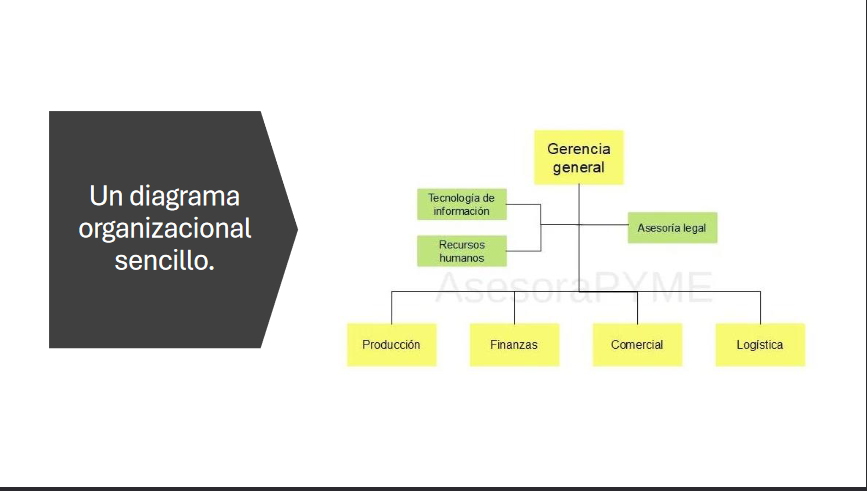 Un diagrama
organizacional
sencillo.
Gerencia
general
Tecnología de
información
Recursos
humanos
Asesoría legal
AsesoraPYME
Producción
Finanzas
Comercial
Logística